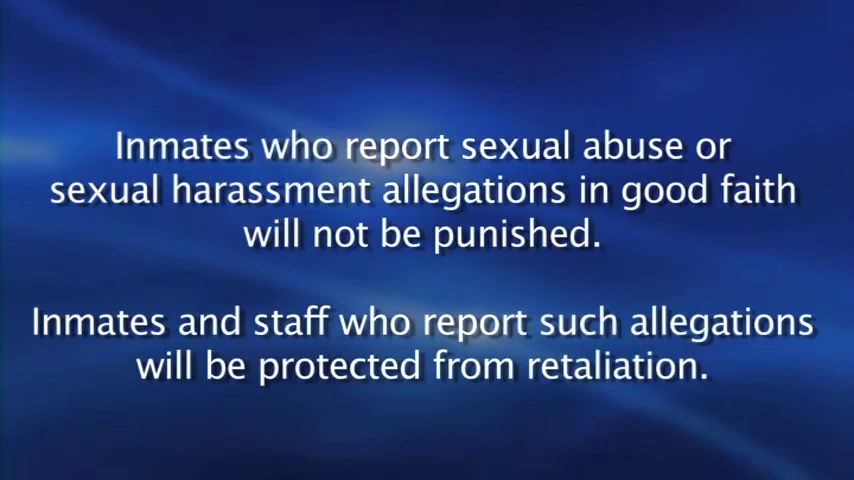 Inmates who report sexual abuse or
sexual harassment allegations in good faith
will not be punished.
Inmates and staff who report such allegations
will be protected from retaliation.